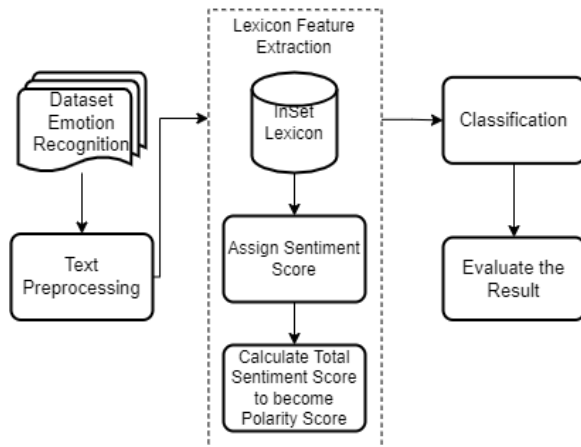 Dataset
Emotion
Recognition
Text
Preprocessing
Lexicon Feature
Extraction
InSet
Lexicon
Assign Sentiment
Score
Calculate Total
Sentiment Score
to become
Polarity Score
Classification
Evaluate the
Result